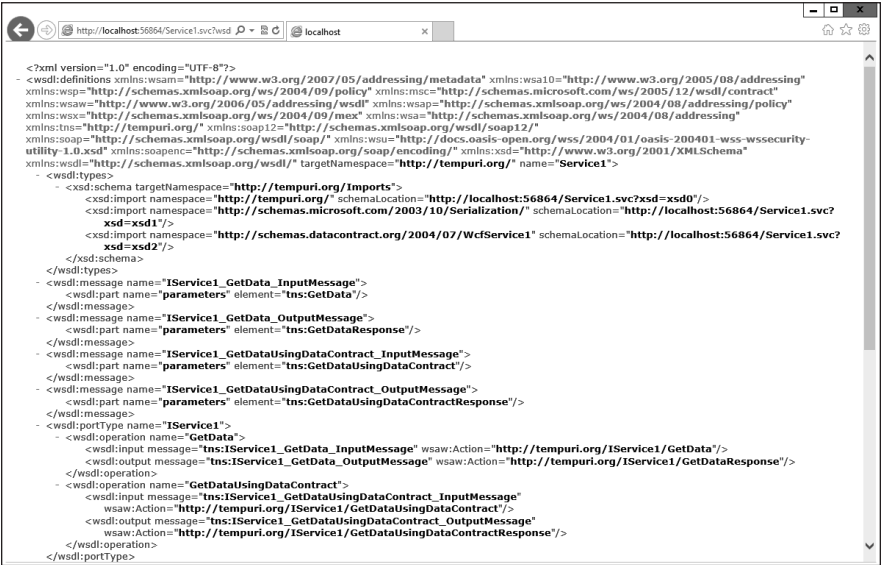 http://localhost:56864/Service1.svc?wsd
localhost
<?xml version="1.0" encoding="UTF-8"?>
- <wsdl:definitions xmlns:wsam="http://www.w3.org/2007/05/addressing/metadata" xmlns:wsa10="http://www.w3.org/2005/08/addressing"
xmlns:wsp="http://schemas.xmlsoap.org/ws/2004/09/policy" xmlns:msc="http://schemas.microsoft.com/ws/2005/12/wsdl/contract"
xmlns:wsaw="http://www.w3.org/2006/05/addressing/wsdl" xmlns:wsap="http://schemas.xmlsoap.org/ws/2004/08/addressing/policy"
xmlns:wsx="http://schemas.xmlsoap.org/ws/2004/09/mex" xmlns:wsa="http://schemas.xmlsoap.org/ws/2004/08/addressing"
xmlns:tns="http://tempuri.org/" xmlns:soap12="http://schemas.xmlsoap.org/wsdl/soap12/"
xmlns:soap="http://schemas.xmlsoap.org/wsdl/soap/" xmlns:wsu="http://docs.oasis-open.org/wss/2004/01/oasis-200401-wss-wssecurity-
utility-1.0.xsd" xmlns:soapenc="http://schemas.xmlsoap.org/soap/encoding/" xmlns:xsd="http://www.w3.org/2001/XMLSchema"
xmlns:wsdl="http://schemas.xmlsoap.org/wsdl/" targetNamespace="http://tempuri.org/" name="Service1">
- <wsdl:types>
- <xsd:schema targetNamespace="http://tempuri.org/Imports">
<xsd:import namespace="http://tempuri.org/" schemaLocation="http://localhost:56864/Service1.svc?xsd=xsd0"/>
<xsd:import namespace="http://schemas.microsoft.com/2003/10/Serialization/" schemaLocation="http://localhost:56864/Service1.svc?
xsd=xsd1"/>
<xsd:import namespace="http://schemas.datacontract.org/2004/07/WcfService1" schemaLocation="http://localhost:56864/Service1.svc?
xsd=xsd2"/>
</xsd:schema>
</wsdl:types>
- <wsdl:message name="IService1_GetData_InputMessage">
<wsdl:part name="parameters" element="tns:GetData"/>
</wsdl:message>
- <wsdl:message name="IService1_GetData_OutputMessage">
<wsdl:part name="parameters" element="tns:GetDataResponse"/>
</wsdl:message>
- <wsdl:message name="IService1_GetDataUsingDataContract_InputMessage">
<wsdl:part name="parameters" element="tns:GetDataUsingDataContract"/>
</wsdl:message>
- <wsdl:message name="IService1_GetDataUsingDataContract_OutputMessage">
<wsdl:part name="parameters" element="tns:GetDataUsingDataContractResponse"/>
</wsdl:message>
- <wsdl:portType name="IService1">
- <wsdl:operation name="GetData">
<wsdl:input message="tns:IService1_GetData_InputMessage" wsaw:Action="http://tempuri.org/IService1/GetData"/>
<wsdl:output message="tns:IService1_GetData_OutputMessage" wsaw:Action="http://tempuri.org/IService1/GetDataResponse"/>
</wsdl:operation>
- <wsdl:operation name="GetDataUsingDataContract">
<wsdl:input message="tns:IService1_GetDataUsingDataContract_InputMessage"
wsaw:Action="http://tempuri.org/IService1/GetDataUsingDataContract"/>
<wsdl:output message="tns:IService1_GetDataUsingDataContract_OutputMessage"
wsaw:Action="http://tempuri.org/IService1/GetDataUsingDataContractResponse"/>
</wsdl:operation>
</wsdl:portType>